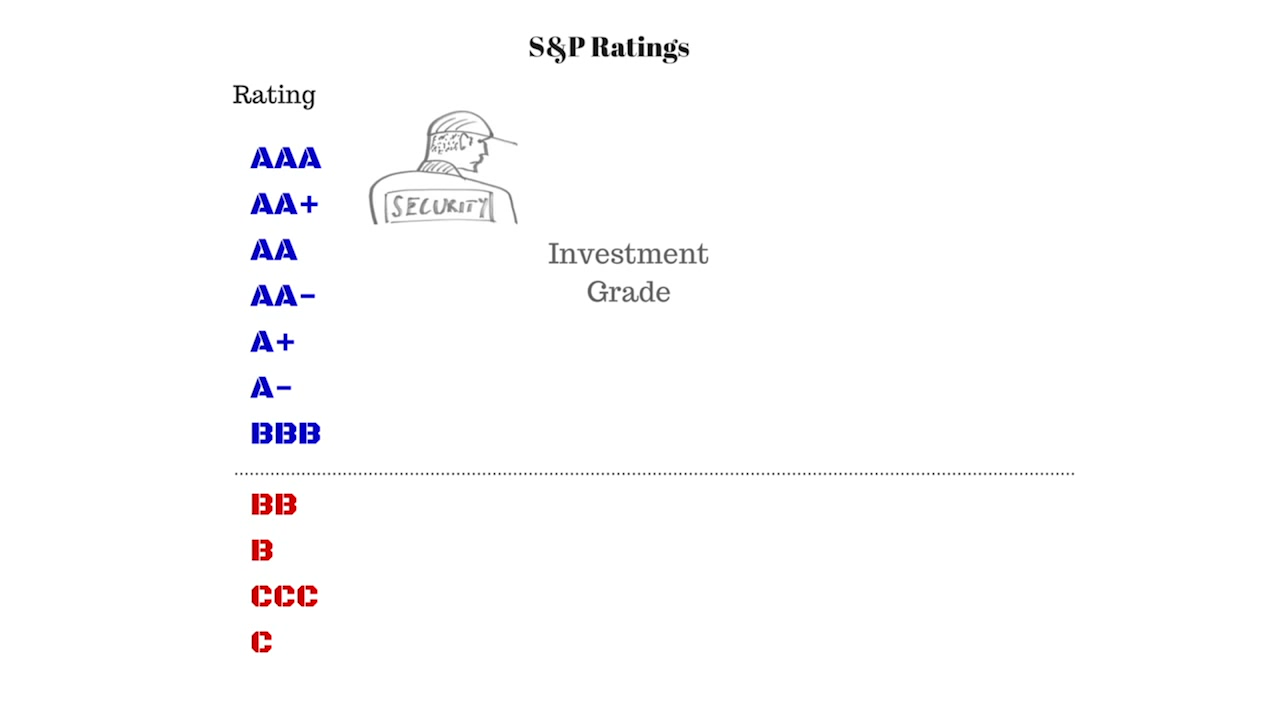 S&P Ratings
Rating
AAA
AA+
SECURITY
AA
Investment
Grade
AA-
A+
A-
BBB
BB
B
CCC
C